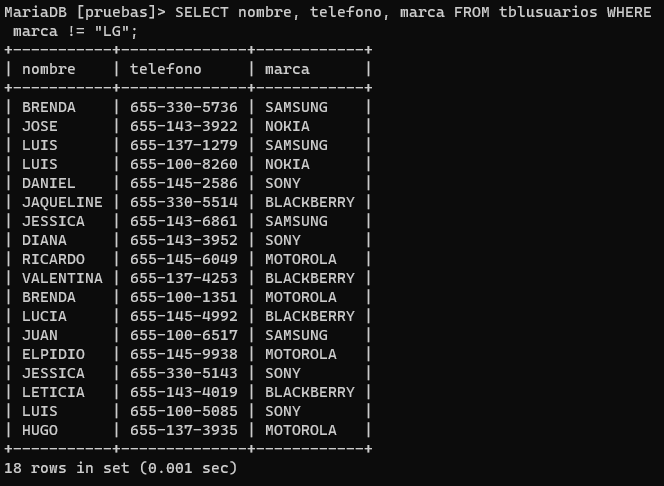 MariaDB [pruebas]> SELECT nombre, telefono, marca FROM tblusuarios WHERE
 marca != "LG";
+-----------+--------------+------------+
| nombre    | telefono     | marca      |
+-----------+--------------+------------+
| BRENDA    | 655-330-5736 | SAMSUNG    |
| JOSE      | 655-143-3922 | NOKIA      |
| LUIS      | 655-137-1279 | SAMSUNG    |
| LUIS      | 655-100-8260 | NOKIA      |
| DANIEL    | 655-145-2586 | SONY       |
| JAQUELINE | 655-330-5514 | BLACKBERRY |
| JESSICA   | 655-143-6861 | SAMSUNG    |
| DIANA     | 655-143-3952 | SONY       |
| RICARDO   | 655-145-6049 | MOTOROLA   |
| VALENTINA | 655-137-4253 | BLACKBERRY |
| BRENDA    | 655-100-1351 | MOTOROLA   |
| LUCIA     | 655-145-4992 | BLACKBERRY |
| JUAN      | 655-100-6517 | SAMSUNG    |
| ELPIDIO   | 655-145-9938 | MOTOROLA   |
| JESSICA   | 655-330-5143 | SONY       |
| LETICIA   | 655-143-4019 | BLACKBERRY |
| LUIS      | 655-100-5085 | SONY       |
| HUGO      | 655-137-3935 | MOTOROLA   |
+-----------+--------------+------------+
18 rows in set (0.001 sec)